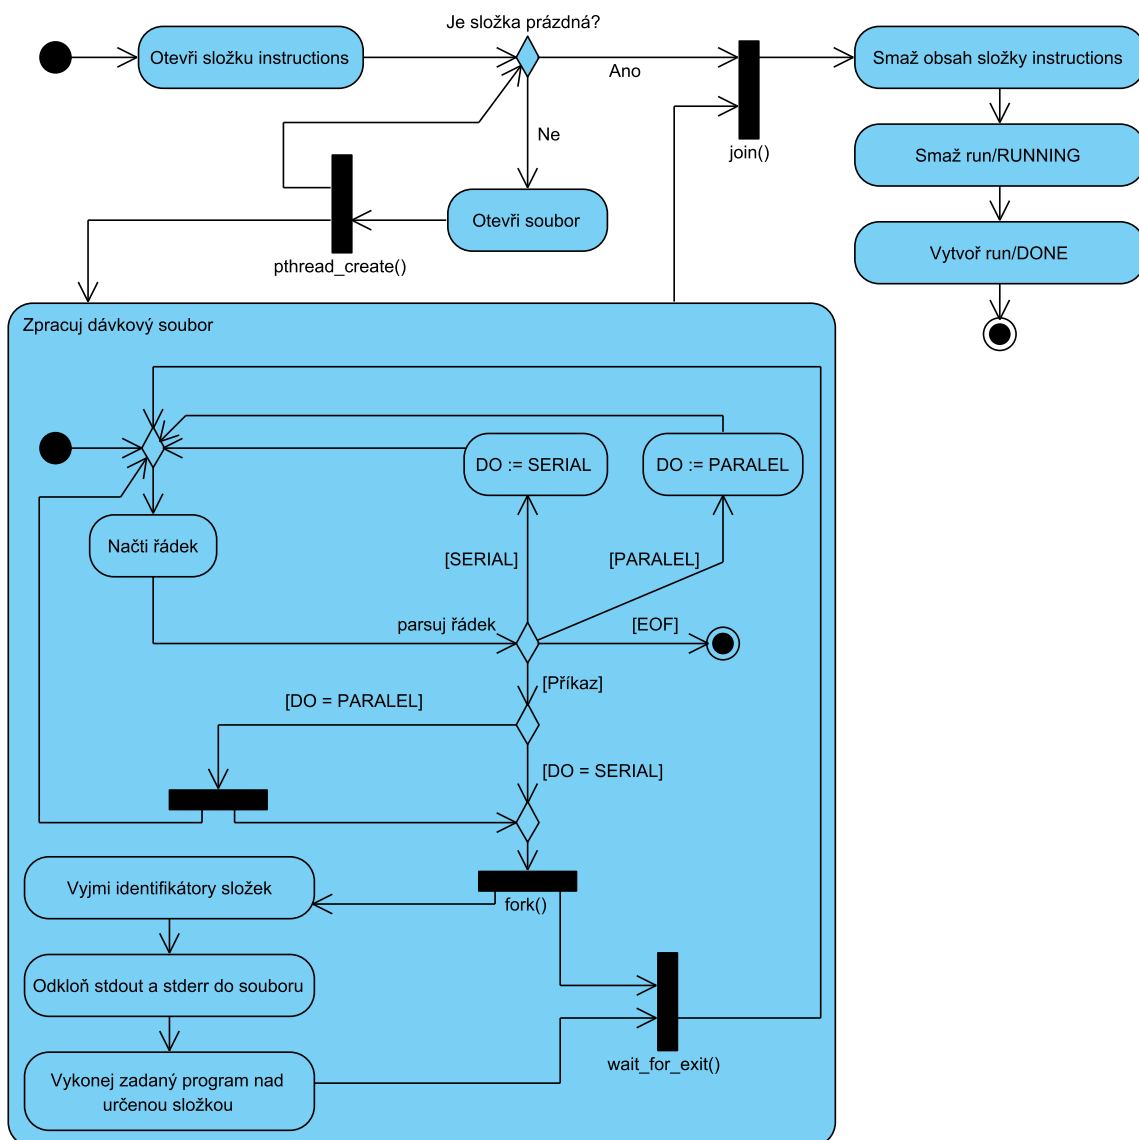 Je složka prázdná?
Otevři složku instructions
Ano
Smaž obsah složky instructions
Ne
join()
Smaž run/RUNNING
Otevři soubor
Vytvoř run/DONE
pthread_create()
Zpracuj dávkový soubor
DO := SERIAL
DO := PARALEL
Načti řádek
[SERIAL]
[PARALEL]
parsuj řádek
[EOF]
[Příkaz]
[DO = PARALEL]
[DO = SERIAL]
Vyjmi identifikátory složek
fork()
Odkloň stdout a stderr do souboru
wait_for_exit()
Vykonej zadaný program nad
určenou složkou